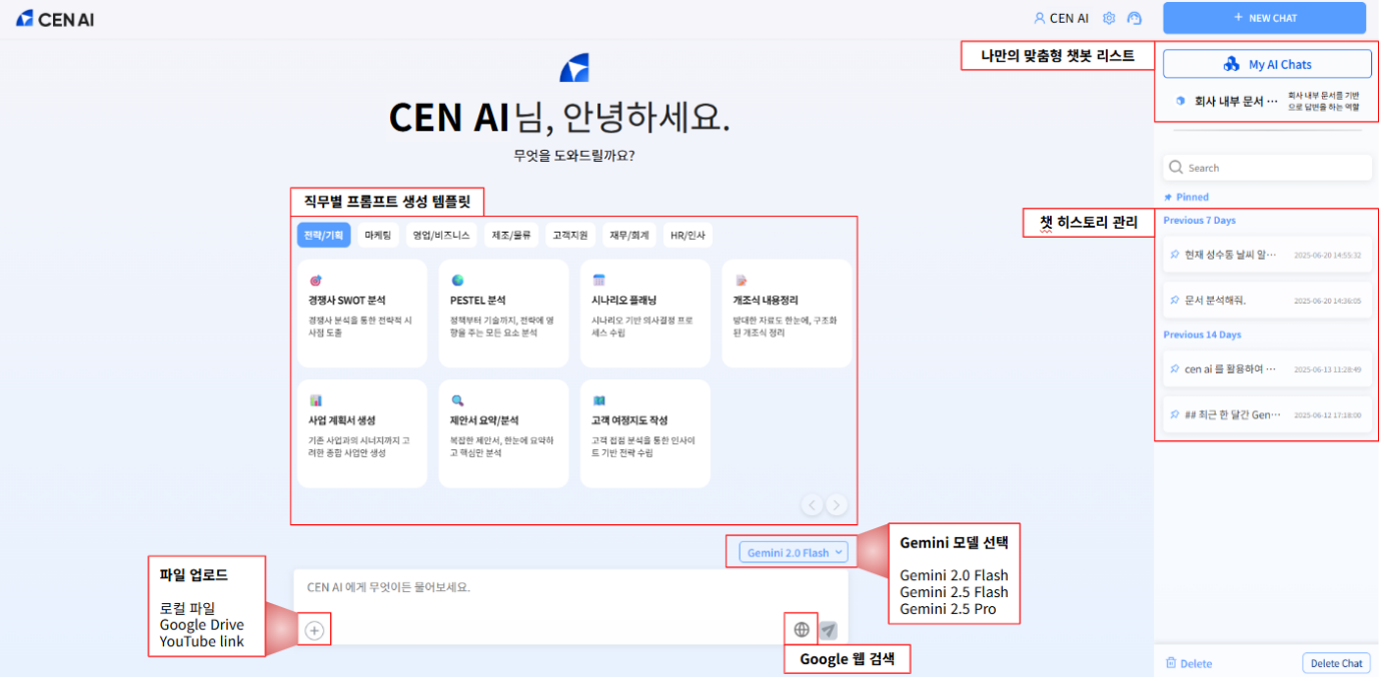 CEN AI
CEN AI
+ NEW CHAT
나만의 맞춤형 챗봇 리스트
My AI Chats
회사 내부 문서 ···
회사 내부 문서를 기반
으로 답변을 하는 역할
CEN AI님, 안녕하세요.
무엇을 도와드릴까요?
Search
Pinned
직무별 프롬프트 생성 템플릿
챗 히스토리 관리
Previous 7 Days
전략/기획
마케팅
영업/비즈니스
제조/물류
고객지원
재무/회계
HR/인사
현재 성수동 날씨 알···
2025-06-20 14:55:32
문서 분석해줘.
2025-06-20 14:36:05
Previous 14 Days
cen ai 를 활용하여 ···
2025-06-13 11:28:49
## 최근 한 달간 Gen···
2025-06-12 17:18:00
경쟁사 SWOT 분석
경쟁사 분석을 통한 전략적 시
사점 도출
PESTEL 분석
정책부터 기술까지, 전략에 영
향을 주는 모든 요소 분석
시나리오 플래닝
시나리오 기반 의사결정 프로
세스 수립
개조식 내용정리
방대한 자료도 한눈에, 구조화
된 개조식 정리
사업 계획서 생성
기존 사업과의 시너지까지 고
려한 종합 사업안 생성
제안서 요약/분석
복잡한 제안서, 한눈에 요약하
고 핵심만 분석
고객 여정지도 작성
고객 접점 분석을 통한 인사이
트 기반 전략 수립
Gemini 2.0 Flash
Gemini 모델 선택
Gemini 2.0 Flash
Gemini 2.5 Flash
Gemini 2.5 Pro
파일 업로드
로컬 파일
Google Drive
YouTube link
CEN AI 에게 무엇이든 물어보세요.
Google 웹 검색
Delete
Delete Chat